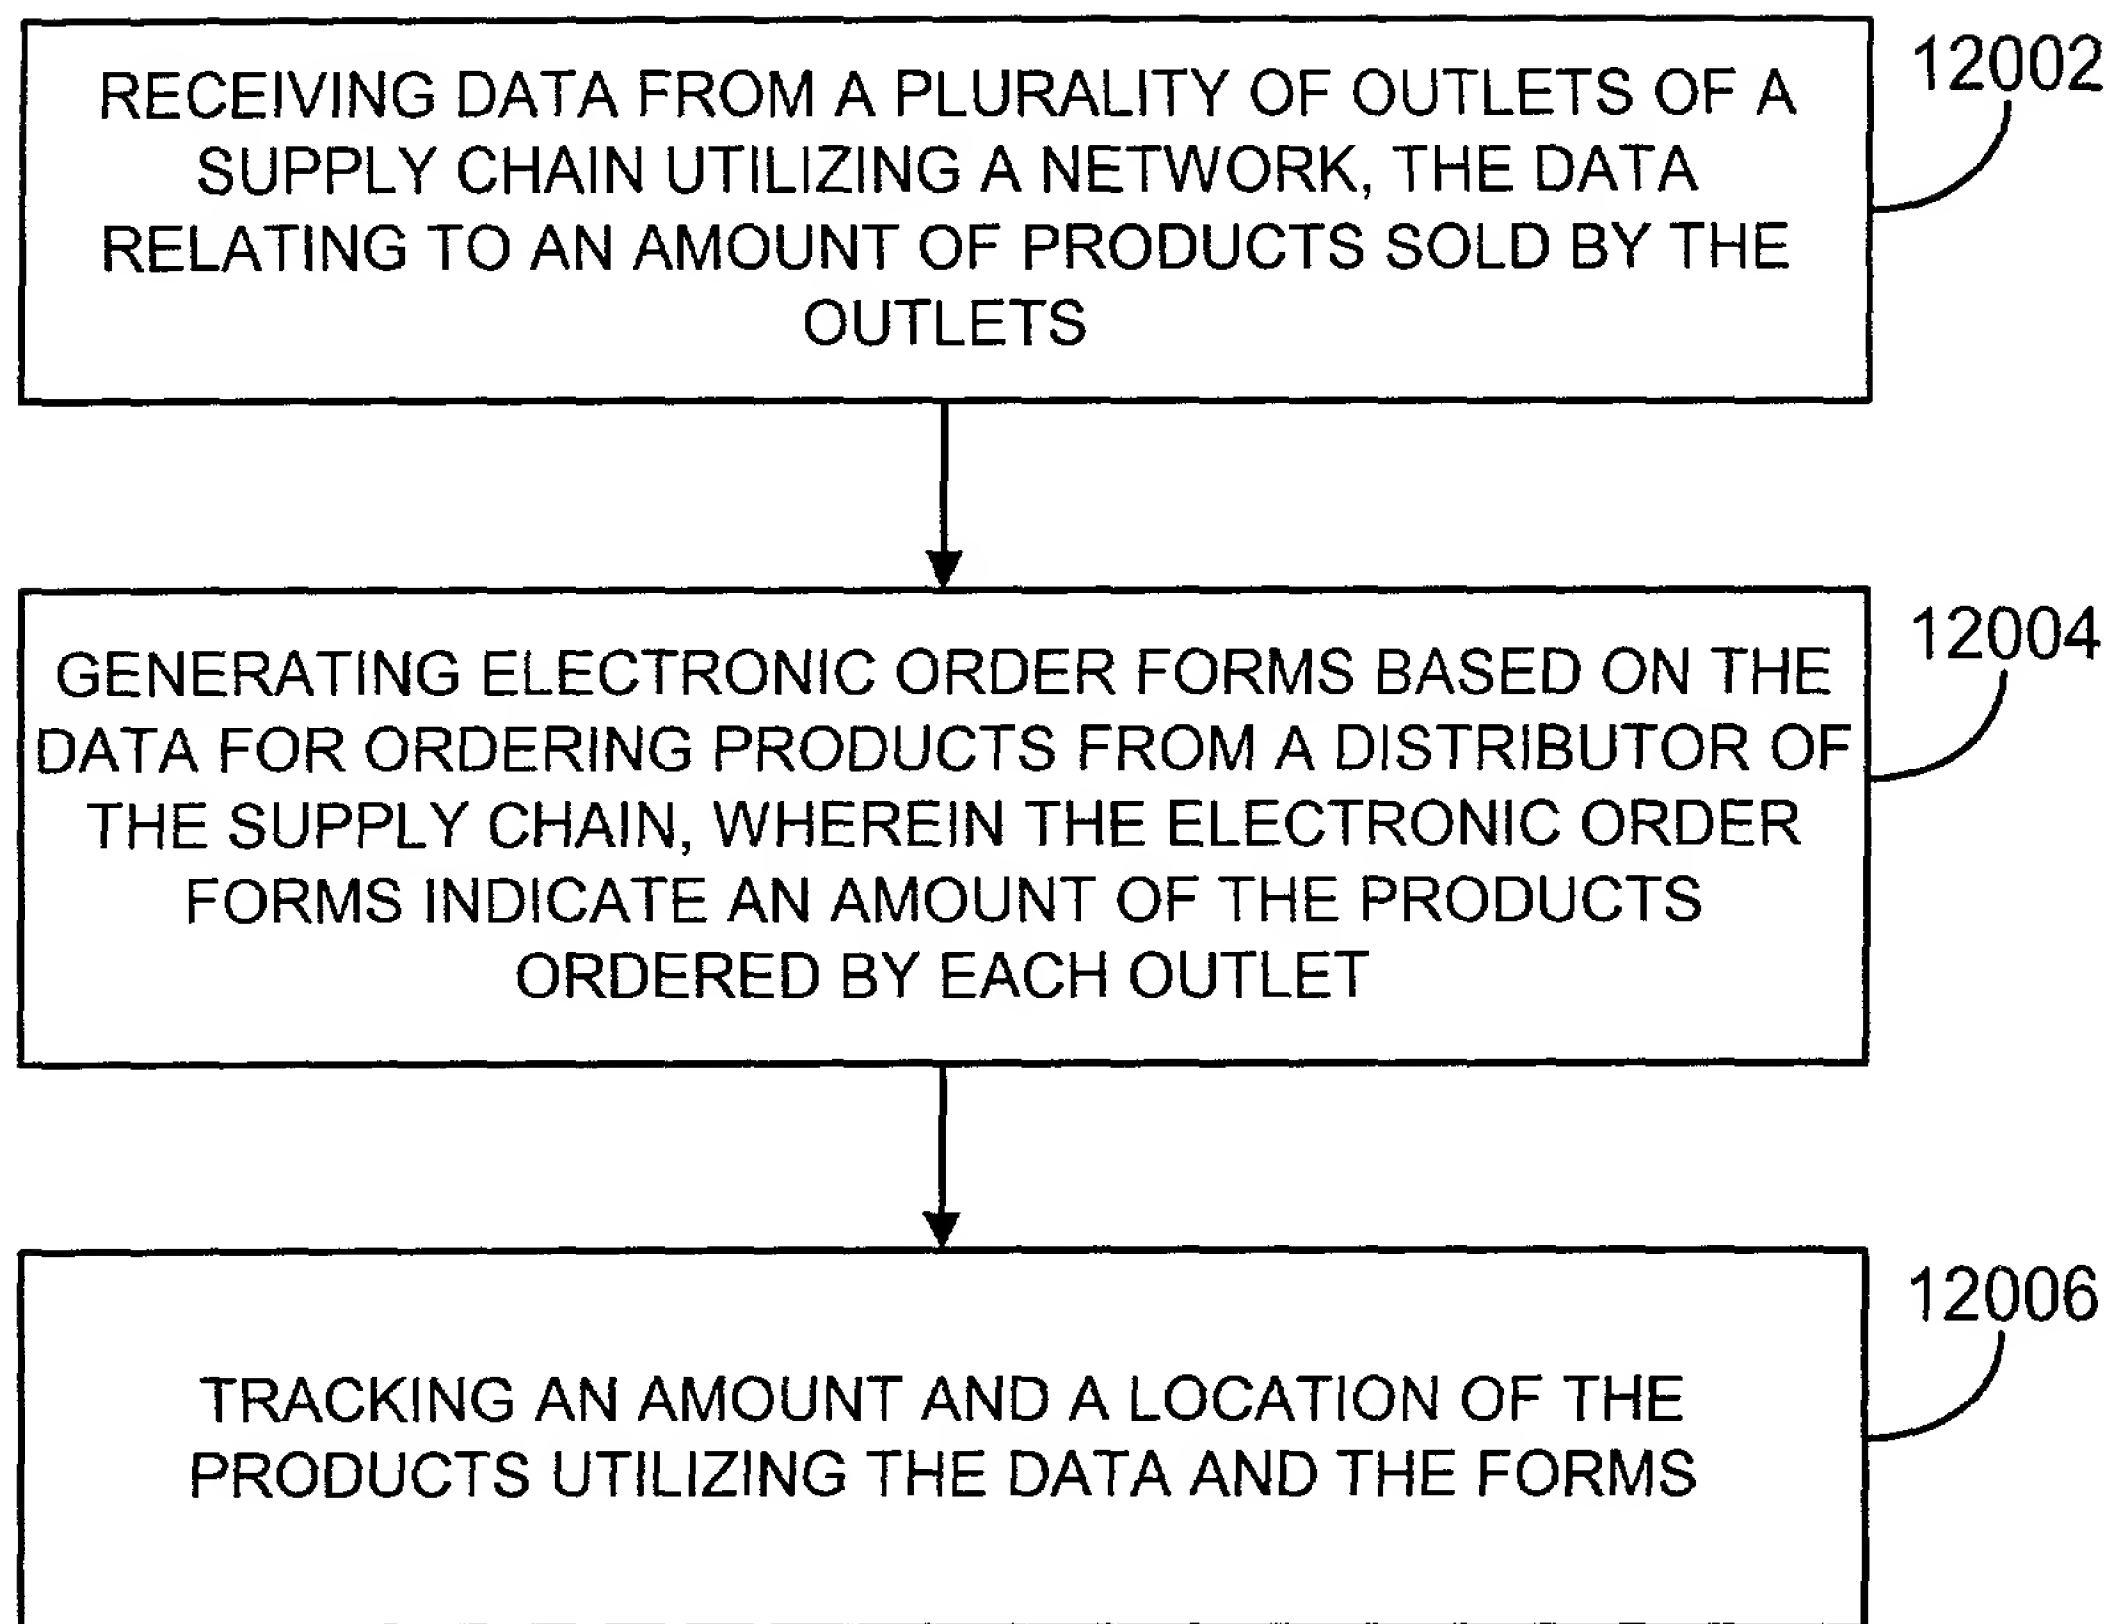 12002
RECEIVING DATA FROM A PLURALITY OF OUTLETS OF A
SUPPLY CHAIN UTILIZING A NETWORK, THE DATA
RELATING TO AN AMOUNT OF PRODUCTS SOLD BY THE
OUTLETS
12004
GENERATING ELECTRONIC ORDER FORMS BASED ON THE
DATA FOR ORDERING PRODUCTS FROM A DISTRIBUTOR OF
THE SUPPLY CHAIN, WHEREIN THE ELECTRONIC ORDER
FORMS INDICATE AN AMOUNT OF THE PRODUCTS
ORDERED BY EACH OUTLET
12006
TRACKING AN AMOUNT AND A LOCATION OF THE
PRODUCTS UTILIZING THE DATA AND THE FORMS